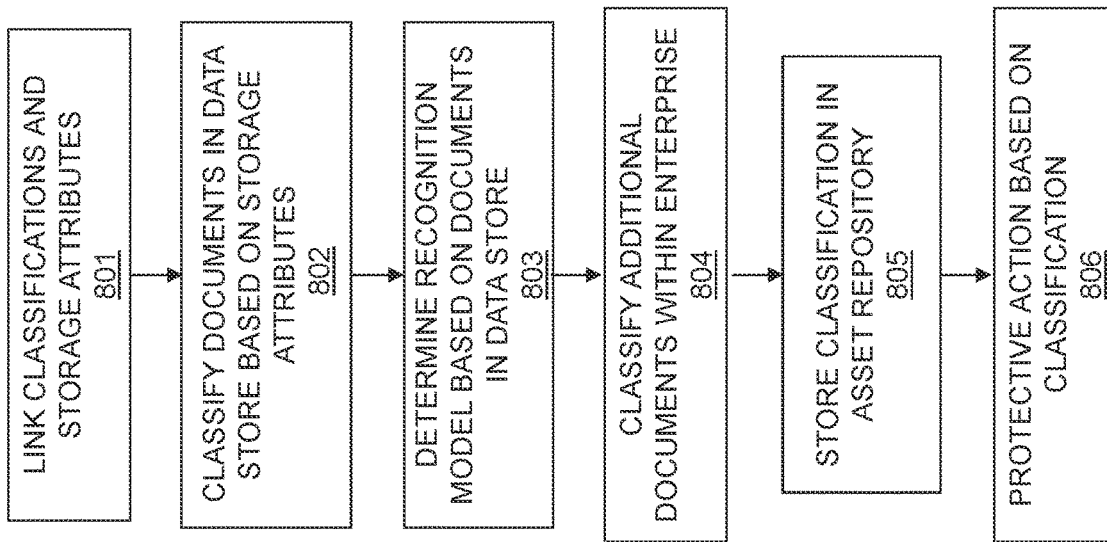 LINK CLASSIFICATIONS AND
STORAGE ATTRIBUTES
801
CLASSIFY DOCUMENTS IN DATA
STORE BASED ON STORAGE
ATTRIBUTES
802
DETERMINE RECOGNITION
MODEL BASED ON DOCUMENTS
IN DATA STORE
803
CLASSIFY ADDITIONAL
DOCUMENTS WITHIN ENTERPRISE
804
STORE CLASSIFICATION IN
ASSET REPOSITORY
805
PROTECTIVE ACTION BASED ON
CLASSIFICATION
806